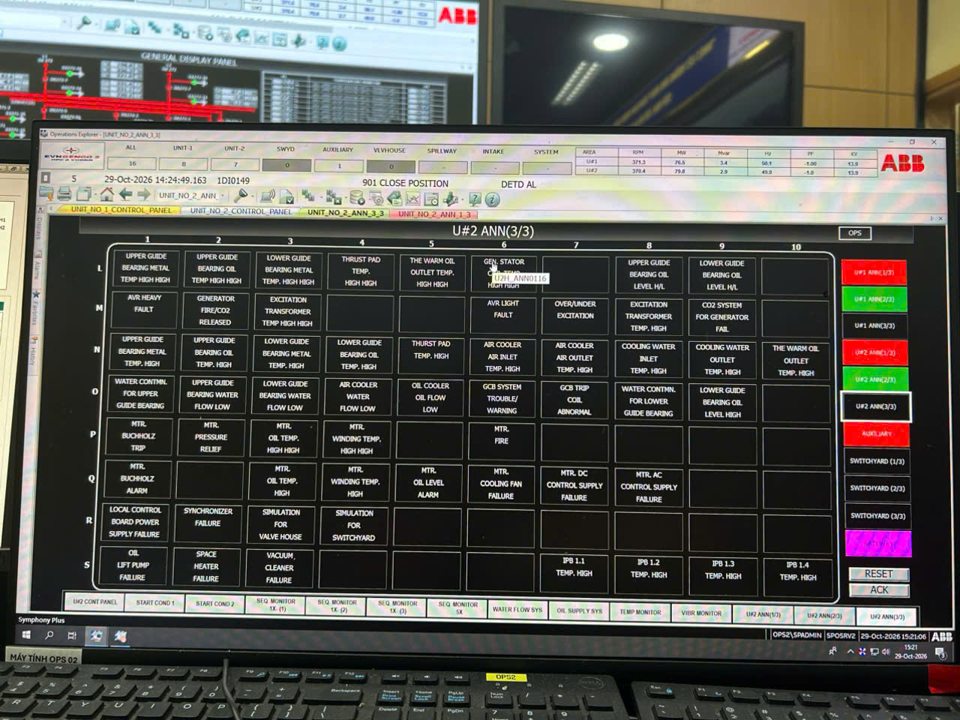 ABB
GENERAL DISPLAY PANEL
Operations Explorer - [UNIT_NO_2_ANN_3_3]
ALL UNIT-1 UNIT-2 SWYD AUXILIARY VLVHOUSE SPILLWAY INTAKE SYSTEM
16 8 7 0 1 0 - - -
AREA RPM MW Mvar HV PF KV
U#1 371.3 76.5 3.4 50.1 -1.00 13.9
U#2 370.4 79.8 2.9 49.9 -1.0 13.9
ABB
5 29-Oct-2026 14:24:49.163 1DI0149 901 CLOSE POSITION DETD AL
UNIT_NO_2_ANN
UNIT_NO_1_CONTROL_PANEL UNIT_NO_2_CONTROL_PANEL UNIT_NO_2_ANN_3_3 UNIT_NO_2_ANN_1_3
U#2 ANN(3/3)
OPS
1 2 3 4 5 6 7 8 9 10
L
UPPER GUIDE
BEARING METAL
TEMP HIGH HIGH
UPPER GUIDE
BEARING OIL
TEMP HIGH HIGH
LOWER GUIDE
BEARING METAL
TEMP HIGH HIGH
THRUST PAD
TEMP.
HIGH HIGH
THE WARM OIL
OUTLET TEMP.
HIGH HIGH
GEN. STATOR
HIGH HIGH
U2H_ANN0116
UPPER GUIDE
BEARING OIL
LEVEL H/L
LOWER GUIDE
BEARING OIL
LEVEL H/L
M
AVR HEAVY
FAULT
GENERATOR
FIRE/CO2
RELEASED
EXCITATION
TRANSFORMER
TEMP HIGH HIGH
AVR LIGHT
FAULT
OVER/UNDER
EXCITATION
EXCITATION
TRANSFORMER
TEMP. HIGH
CO2 SYSTEM
FOR GENERATOR
FAIL
N
UPPER GUIDE
BEARING METAL
TEMP. HIGH
UPPER GUIDE
BEARING OIL
TEMP. HIGH
LOWER GUIDE
BEARING METAL
TEMP. HIGH
LOWER GUIDE
BEARING OIL
TEMP. HIGH
THURST PAD
TEMP. HIGH
AIR COOLER
AIR INLET
TEMP. HIGH
AIR COOLER
AIR OUTLET
TEMP. HIGH
COOLING WATER
INLET
TEMP. HIGH
COOLING WATER
OUTLET
TEMP. HIGH
THE WARM OIL
OUTLET
TEMP. HIGH
O
WATER CONTMN.
FOR UPPER
GUIDE BEARING
UPPER GUIDE
BEARING WATER
FLOW LOW
LOWER GUIDE
BEARING WATER
FLOW LOW
AIR COOLER
WATER
FLOW LOW
OIL COOLER
OIL FLOW
LOW
GCB SYSTEM
TROUBLE/
WARNING
GCB TRIP
COIL
ABNORMAL
WATER CONTMN.
FOR LOWER
GUIDE BEARING
LOWER GUIDE
BEARING OIL
LEVEL HIGH
P
MTR.
BUCHHOLZ
TRIP
MTR.
PRESSURE
RELIEF
MTR.
OIL TEMP.
HIGH HIGH
MTR.
WINDING TEMP.
HIGH HIGH
MTR.
FIRE
Q
MTR.
BUCHHOLZ
ALARM
MTR.
OIL TEMP.
HIGH
MTR.
WINDING TEMP.
HIGH
MTR.
OIL LEVEL
ALARM
MTR.
COOLING FAN
FAILURE
MTR. DC
CONTROL SUPPLY
FAILURE
MTR. AC
CONTROL SUPPLY
FAILURE
R
LOCAL CONTROL
BOARD POWER
SUPPLY FAILURE
SYNCHRONIZER
FAILURE
SIMULATION
FOR
VALVE HOUSE
SIMULATION
FOR
SWITCHYARD
S
OIL
LIFT PUMP
FAILURE
SPACE
HEATER
FAILURE
VACUUM
CLEANER
FAILURE
IPB 1.1
TEMP. HIGH
IPB 1.2
TEMP. HIGH
IPB 1.3
TEMP. HIGH
IPB 1.4
TEMP. HIGH
U#1 ANN(1/3)
U#1 ANN(2/3)
U#1 ANN(3/3)
U#2 ANN(1/3)
U#2 ANN(2/3)
U#2 ANN(3/3)
AUXILIARY
SWITCHYARD (1/3)
SWITCHYARD (2/3)
SWITCHYARD (3/3)
RESET
ACK
U#2 CONT PANEL START COND 1 START COND 2 SEQ. MONITOR 1X (1) SEQ. MONITOR 1X (2) SEQ. MONITOR 1X (3) SEQ. MONITOR 5X WATER FLOW SYS OIL SUPPLY SYS TEMP MONITOR VIBR MONITOR U#2 ANN(1/3) U#2 ANN(2/3) U#2 ANN(3/3)
Symphony Plus
OPS2\SPADMIN SPOSRV2 29-Oct-2026 15:21:06 ABB
15:21
29-Oct-2026
MÁY TÍNH OPS 02
OPS2